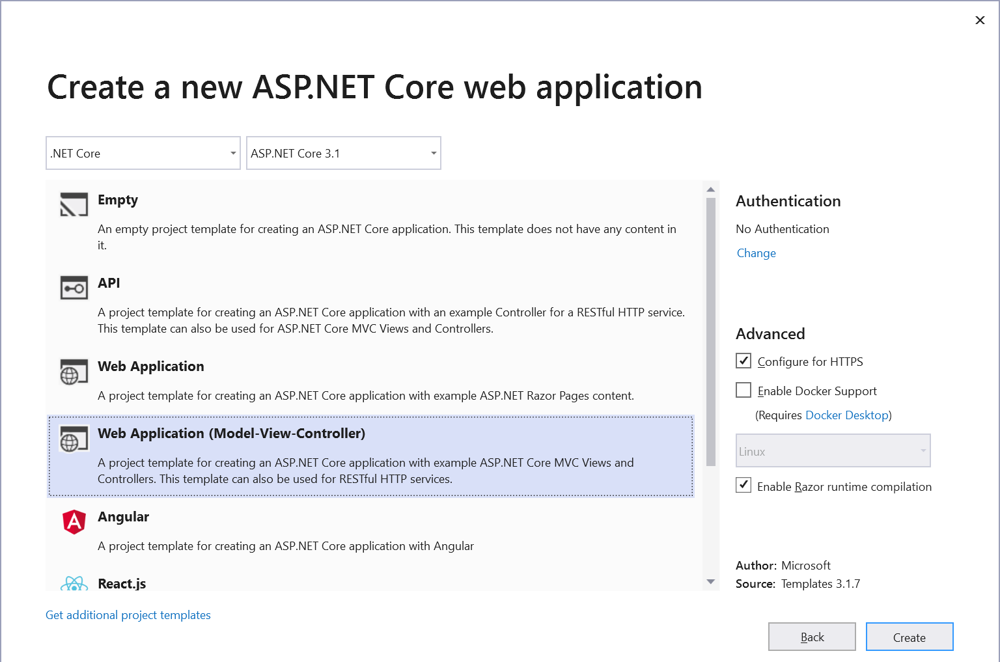 Create a new ASP.NET Core web application
.NET Core
ASP.NET Core 3.1
Empty
An empty project template for creating an ASP.NET Core application. This template does not have any content in
it.
API
A project template for creating an ASP.NET Core application with an example Controller for a RESTful HTTP service.
This template can also be used for ASP.NET Core MVC Views and Controllers.
Web Application
A project template for creating an ASP.NET Core application with example ASP.NET Razor Pages content.
Web Application (Model-View-Controller)
A project template for creating an ASP.NET Core application with example ASP.NET Core MVC Views and
Controllers. This template can also be used for RESTful HTTP services.
Angular
A project template for creating an ASP.NET Core application with Angular
React.js
Get additional project templates
Authentication
No Authentication
Change
Advanced
Configure for HTTPS
Enable Docker Support
(Requires Docker Desktop)
Linux
Enable Razor runtime compilation
Author: Microsoft
Source: Templates 3.1.7
Back
Create